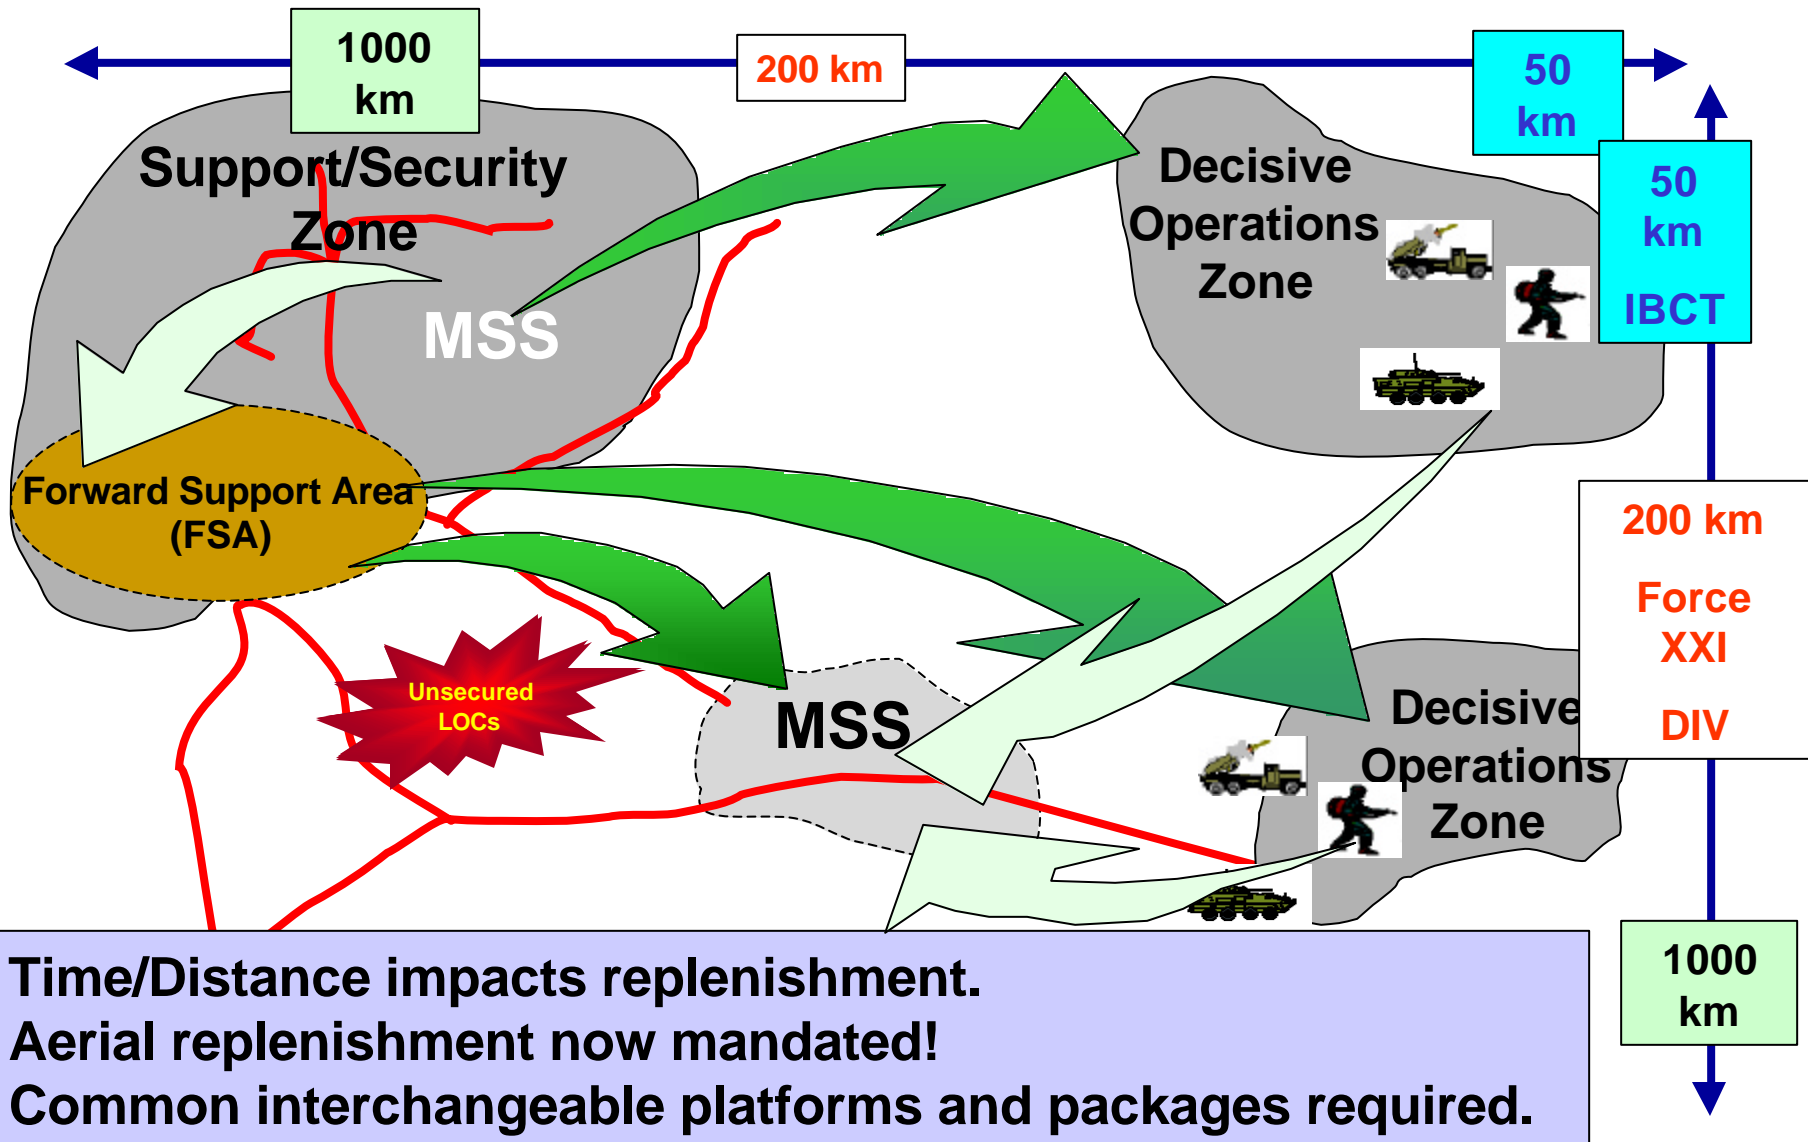 1000
km
200 km
50
km
Support/Security
Zone
MSS
Decisive
Operations
Zone
50
km
IBCT
Forward Support Area
(FSA)
200 km
Force
XXI
DIV
Unsecured
LOCs
MSS
Decisive
Operations
Zone
1000
km
Time/Distance impacts replenishment.
Aerial replenishment now mandated!
Common interchangeable platforms and packages required.